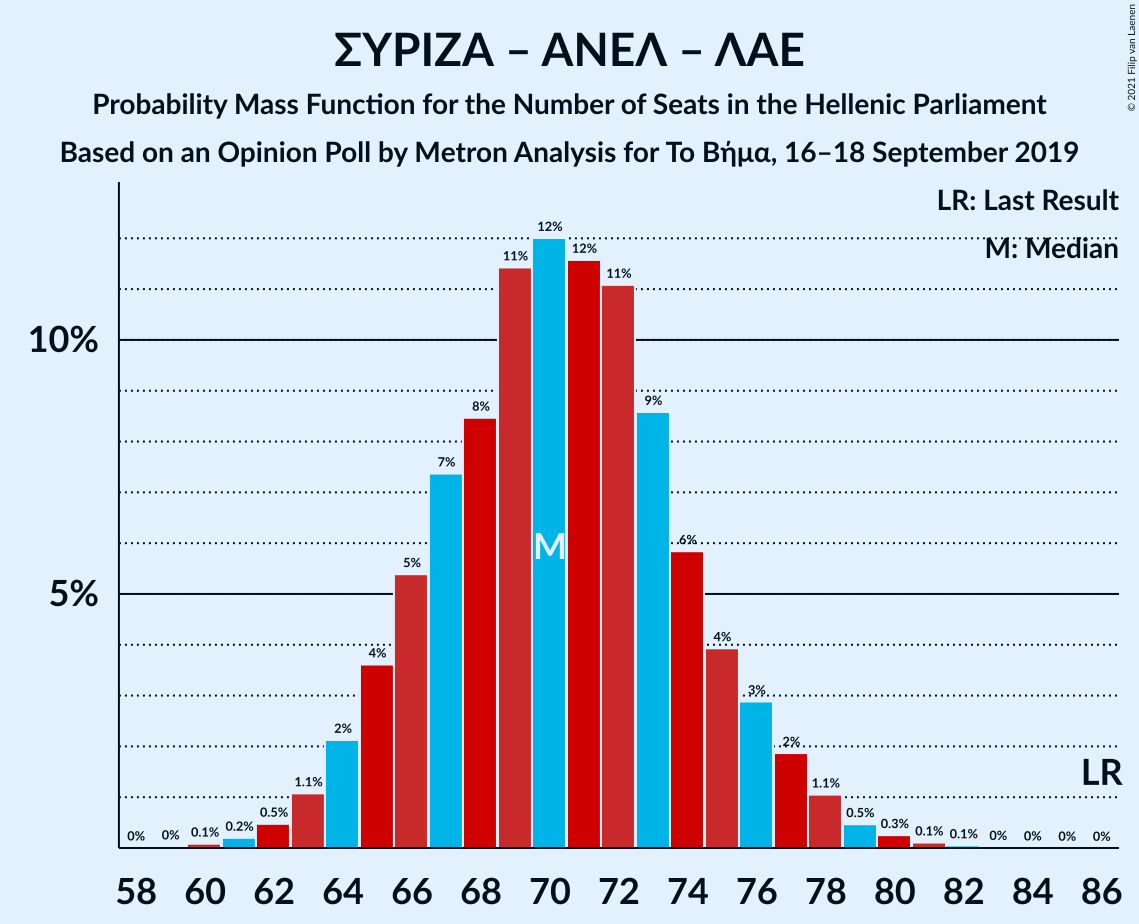 ΣΥΡΙΖΑ – ΑΝΕΛ – ΛΑΕ
Probability Mass Function for the Number of Seats in the Hellenic Parliament
Based on an Opinion Poll by Metron Analysis for Το Βήμα, 16–18 September 2019
© 2021 Filip van Laenen
LR: Last Result
M: Median
10%
5%
0% 0% 0.1% 0.2% 0.5% 1.1% 2% 4% 5% 7% 8% 11% 12% 12% 11% 9% 6% 4% 3% 2% 1.1% 0.5% 0.3% 0.1% 0.1% 0% 0% 0% 0%
M
LR
58 60 62 64 66 68 70 72 74 76 78 80 82 84 86